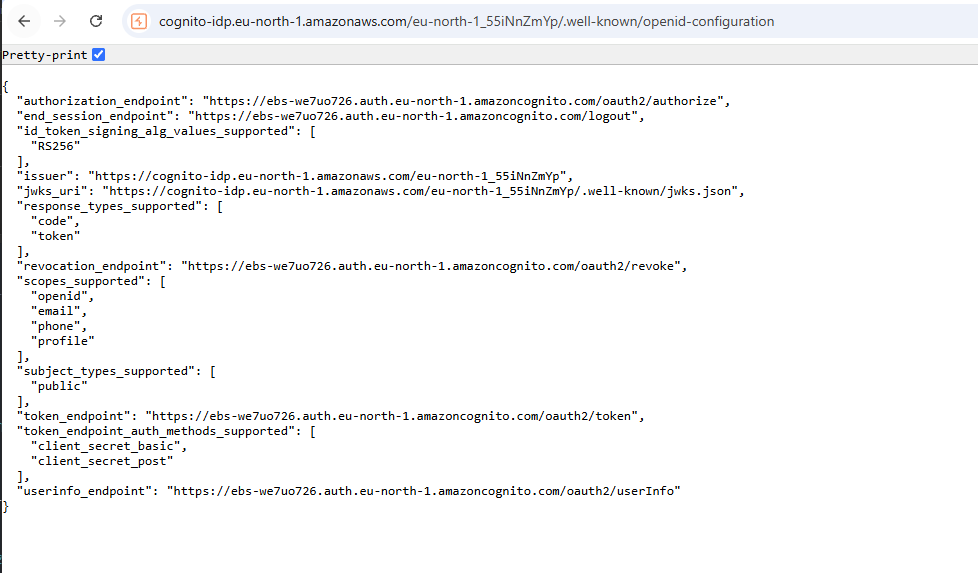 cognito-idp.eu-north-1.amazonaws.com/eu-north-1_55iNnZmYp/.well-known/openid-configuration
Pretty-print
{
  "authorization_endpoint": "https://ebs-we7uo726.auth.eu-north-1.amazoncognito.com/oauth2/authorize",
  "end_session_endpoint": "https://ebs-we7uo726.auth.eu-north-1.amazoncognito.com/logout",
  "id_token_signing_alg_values_supported": [
    "RS256"
  ],
  "issuer": "https://cognito-idp.eu-north-1.amazonaws.com/eu-north-1_55iNnZmYp",
  "jwks_uri": "https://cognito-idp.eu-north-1.amazonaws.com/eu-north-1_55iNnZmYp/.well-known/jwks.json",
  "response_types_supported": [
    "code",
    "token"
  ],
  "revocation_endpoint": "https://ebs-we7uo726.auth.eu-north-1.amazoncognito.com/oauth2/revoke",
  "scopes_supported": [
    "openid",
    "email",
    "phone",
    "profile"
  ],
  "subject_types_supported": [
    "public"
  ],
  "token_endpoint": "https://ebs-we7uo726.auth.eu-north-1.amazoncognito.com/oauth2/token",
  "token_endpoint_auth_methods_supported": [
    "client_secret_basic",
    "client_secret_post"
  ],
  "userinfo_endpoint": "https://ebs-we7uo726.auth.eu-north-1.amazoncognito.com/oauth2/userInfo"
}